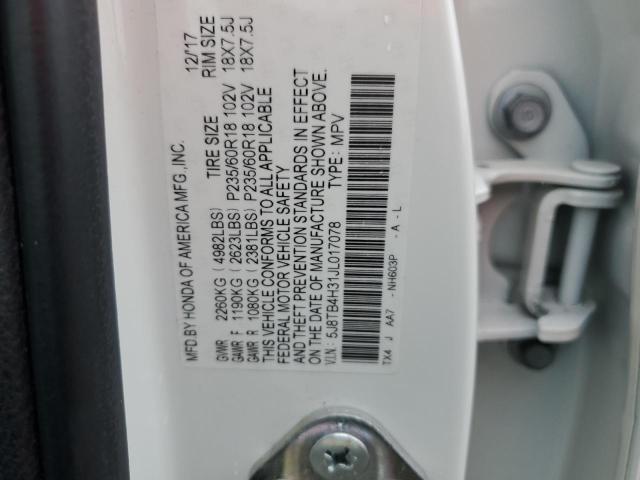 MFD.BY HONDA OF AMERICA MFG.,INC. 12/'17
TIRE SIZE RIM SIZE
GVWR 2260KG (4982LBS)
GAWR F 1190KG (2623LBS) P235/60R18 102V 18X7.5J
GAWR R 1080KG (2381LBS) P235/60R18 102V 18X7.5J
THIS VEHICLE CONFORMS TO ALL APPLICABLE
FEDERAL MOTOR VEHICLE SAFETY
AND THEFT PREVENTION STANDARDS IN EFFECT
ON THE DATE OF MANUFACTURE SHOWN ABOVE.
V.I.N.: 5J8TB4H31JL017078 TYPE: MPV
TX4 J AA7 - NH603P - A - L